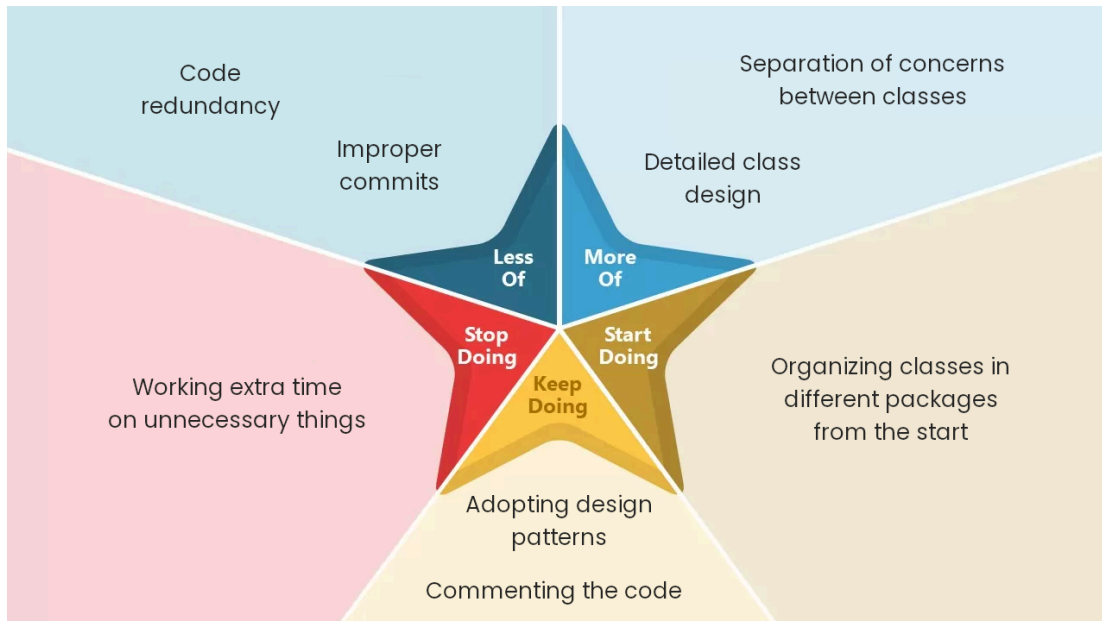 Code
redundancy
Improper
commits
Separation of concerns
between classes
Detailed class
design
Less
Of
More
Of
Stop
Doing
Start
Doing
Keep
Doing
Working extra time
on unnecessary things
Organizing classes in
different packages
from the start
Adopting design
patterns
Commenting the code